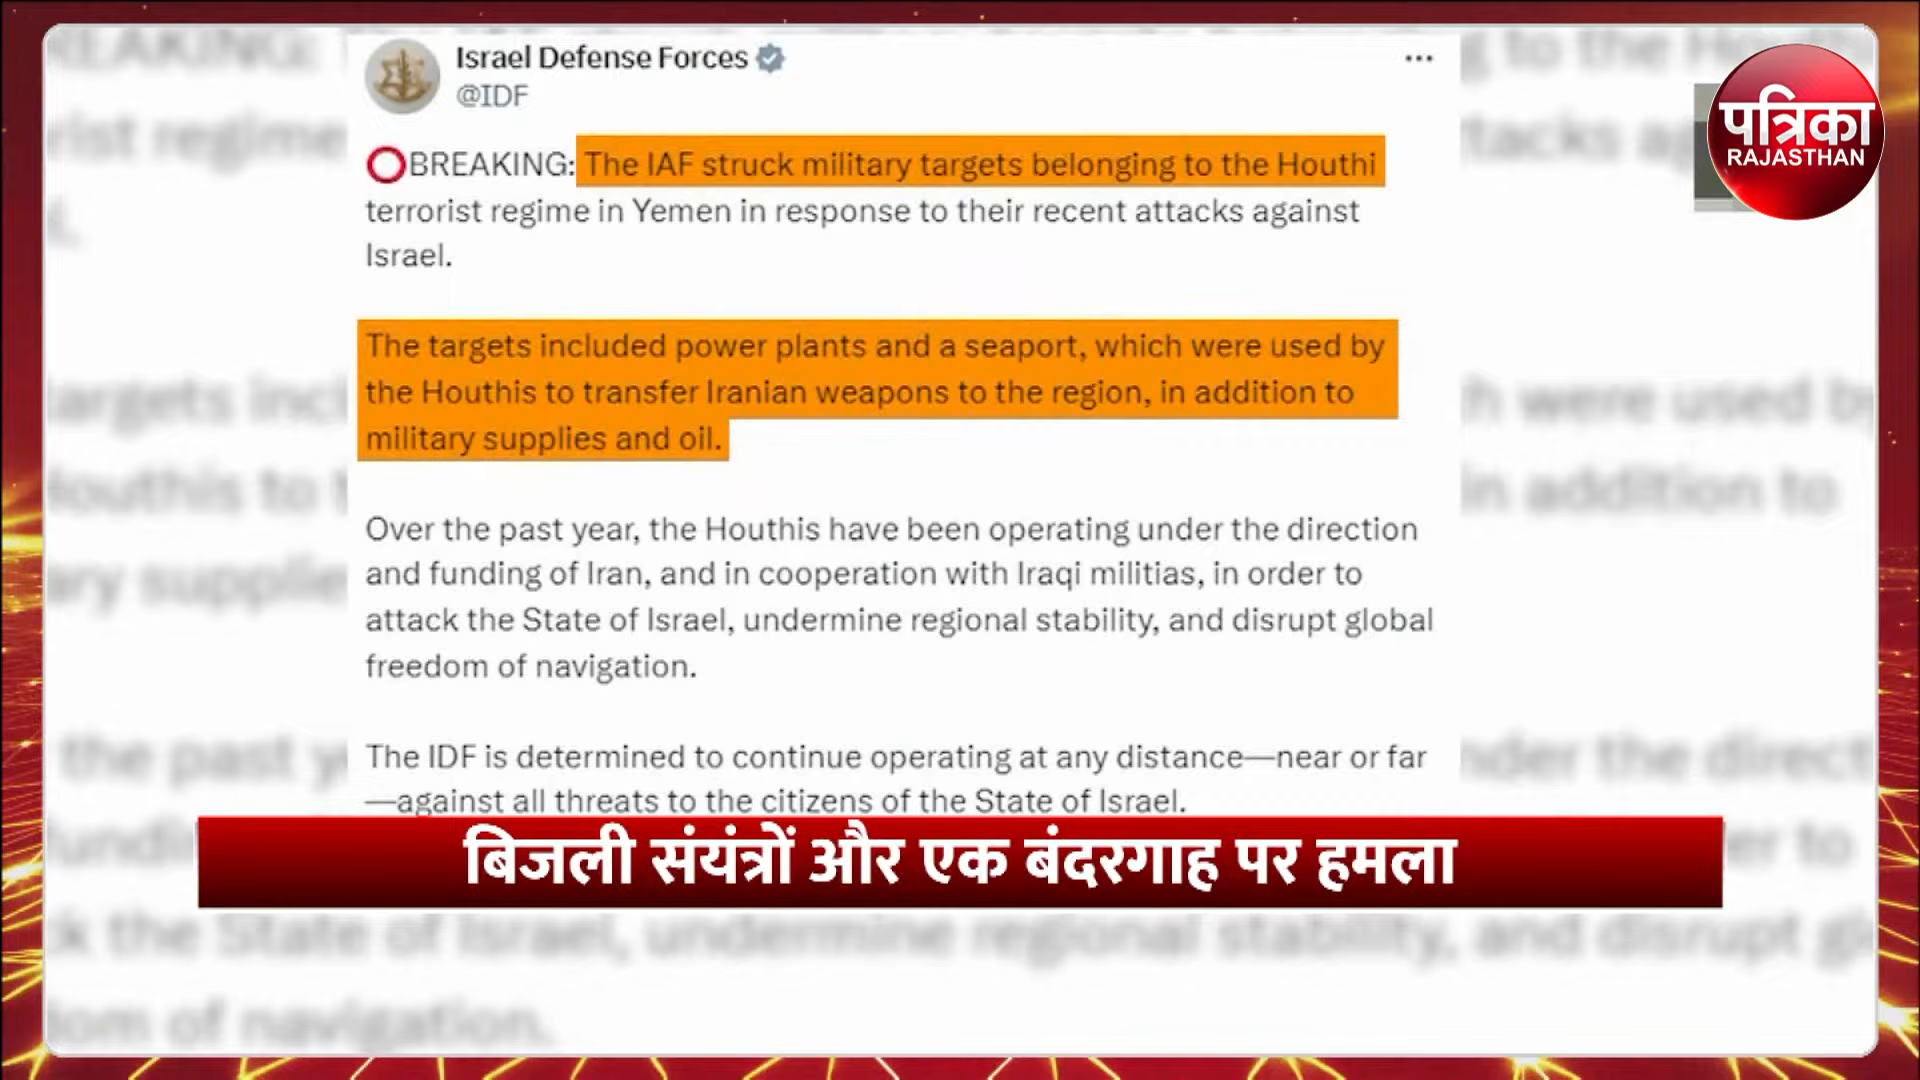 Israel Defense Forces
@IDF
पत्रिका
RAJASTHAN
BREAKING: The IAF struck military targets belonging to the Houthi
terrorist regime in Yemen in response to their recent attacks against
Israel.
The targets included power plants and a seaport, which were used by
the Houthis to transfer Iranian weapons to the region, in addition to
military supplies and oil.
Over the past year, the Houthis have been operating under the direction
and funding of Iran, and in cooperation with Iraqi militias, in order to
attack the State of Israel, undermine regional stability, and disrupt global
freedom of navigation.
The IDF is determined to continue operating at any distance—near or far
—against all threats to the citizens of the State of Israel.
बिजली संयंत्रों और एक बंदरगाह पर हमला